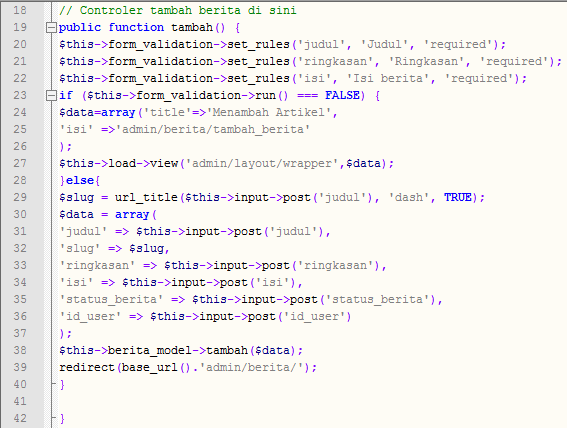 18 // Controler tambah berita di sini
19 public function tambah() {
20 $this->form_validation->set_rules('judul', 'Judul', 'required');
21 $this->form_validation->set_rules('ringkasan', 'Ringkasan', 'required');
22 $this->form_validation->set_rules('isi', 'Isi berita', 'required');
23 if ($this->form_validation->run() === FALSE) {
24 $data=array('title'=>'Menambah Artikel',
25 'isi' =>'admin/berita/tambah_berita'
26 );
27 $this->load->view('admin/layout/wrapper',$data);
28 }else{
29 $slug = url_title($this->input->post('judul'), 'dash', TRUE);
30 $data = array(
31 'judul' => $this->input->post('judul'),
32 'slug' => $slug,
33 'ringkasan' => $this->input->post('ringkasan'),
34 'isi' => $this->input->post('isi'),
35 'status_berita' => $this->input->post('status_berita'),
36 'id_user' => $this->input->post('id_user')
37 );
38 $this->berita_model->tambah($data);
39 redirect(base_url().'admin/berita/');
40 }
41
42 }